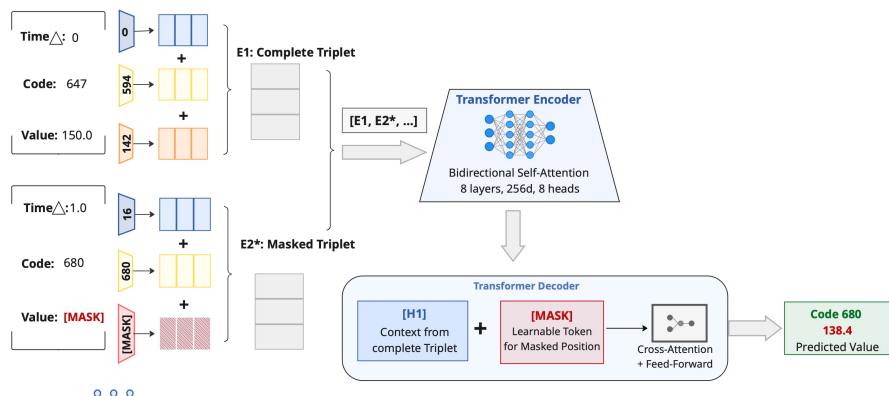 Time△: 0
0
Code: 647
594
Value: 150.0
142
E1: Complete Triplet
Time△:1.0
16
Code: 680
680
Value: [MASK]
[MASK]
E2*: Masked Triplet
[E1, E2*, ...]
Transformer Encoder
Bidirectional Self-Attention
8 layers, 256d, 8 heads
Transformer Decoder
[H1]
Context from
complete Triplet
+
[MASK]
Learnable Token
for Masked Position
Cross-Attention
+ Feed-Forward
Code 680
138.4
Predicted Value